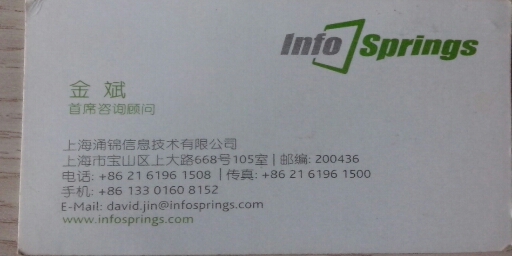 Info Springs
金 斌
首席咨询顾问
上海涌锦信息技术有限公司
上海市宝山区上大路668号105室 | 邮编: 200436
电话: +86 21 6196 1508 | 传真: +86 21 6196 1500
手机: +86 133 0160 8152
E-Mail: david.jin@infosprings.com
www.infosprings.com